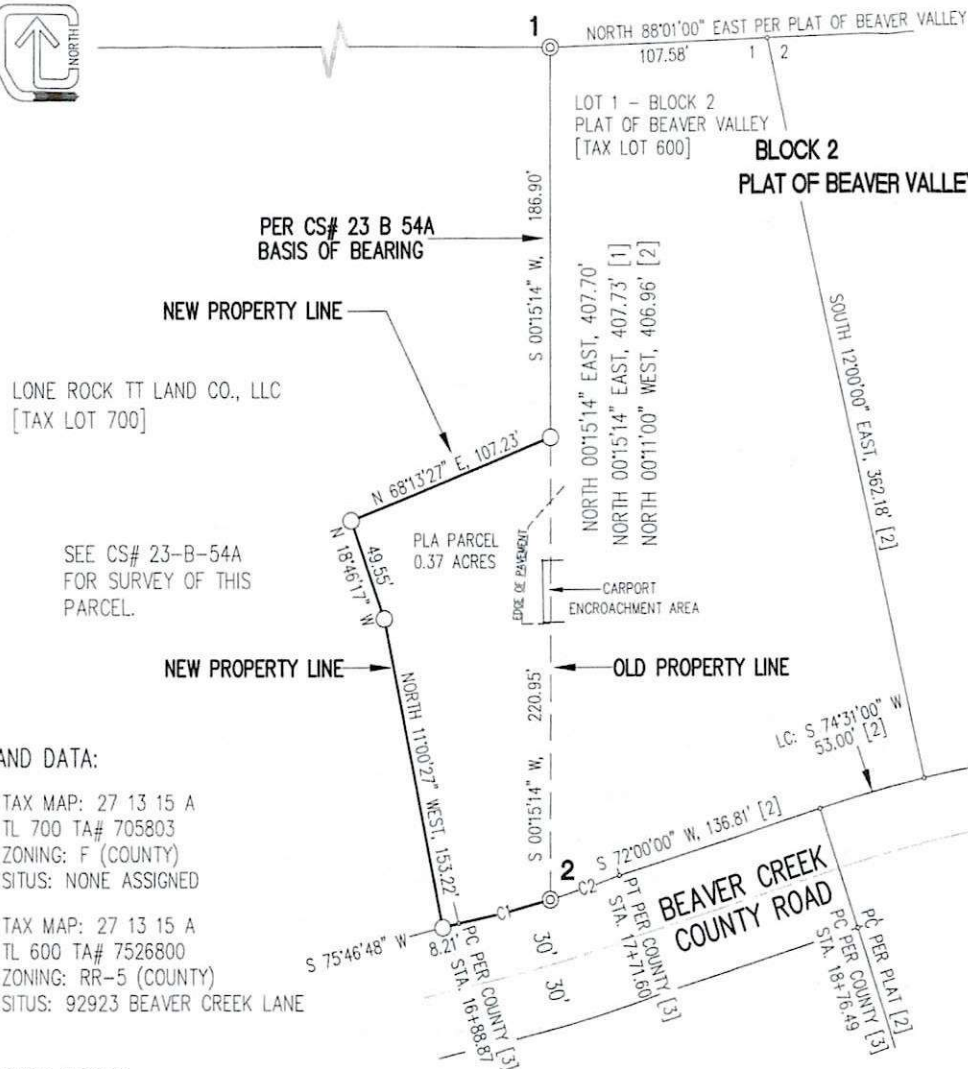 NORTH
1
NORTH 88°01'00" EAST PER PLAT OF BEAVER VALLEY
107.58'
1 2
LOT 1 - BLOCK 2
PLAT OF BEAVER VALLEY
[TAX LOT 600]
BLOCK 2
PLAT OF BEAVER VALLEY
S 00°15'14" W, 186.90'
PER CS# 23 B 54A
BASIS OF BEARING
NEW PROPERTY LINE
NORTH 00°15'14" EAST, 407.70'
NORTH 00°15'14" EAST, 407.73' [1]
NORTH 00°11'00" WEST, 406.96' [2]
SOUTH 12°00'00" EAST, 362.18' [2]
LONE ROCK TT LAND CO., LLC
[TAX LOT 700]
N 68°13'27" E, 107.23'
N 18°46'17" W
49.55'
PLA PARCEL
0.37 ACRES
EDGE OF PAVEMENT
CARPORT
ENCROACHMENT AREA
SEE CS# 23-B-54A
FOR SURVEY OF THIS
PARCEL.
NEW PROPERTY LINE
OLD PROPERTY LINE
NORTH 11°00'27" WEST, 153.22'
S 00°15'14" W, 220.95'
LC: S 74°31'00" W
53.00' [2]
AND DATA:
TAX MAP: 27 13 15 A
TL 700 TA# 705803
ZONING: F (COUNTY)
SITUS: NONE ASSIGNED
TAX MAP: 27 13 15 A
TL 600 TA# 7526800
ZONING: RR-5 (COUNTY)
SITUS: 92923 BEAVER CREEK LANE
2
S 72°00'00" W, 136.81' [2]
C2
C1
S 75°46'48" W
8.21'
PC PER COUNTY [3]
STA. 16+88.87
30'
30'
PT PER COUNTY [3]
STA. 17+71.60
BEAVER CREEK
COUNTY ROAD
PC PER PLAT [2]
PC PER COUNTY [3]
STA. 18+76.49